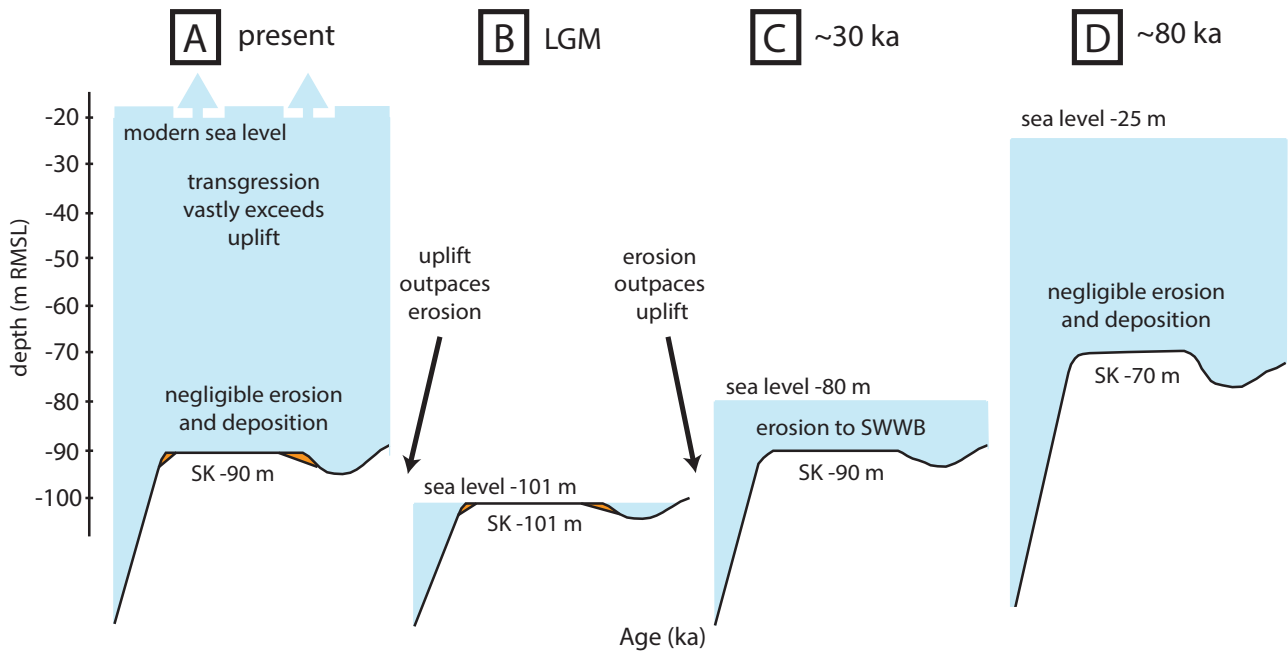 A present
B LGM
C ~30 ka
D ~80 ka
depth (m RMSL)
-20
-30
-40
-50
-60
-70
-80
-90
-100
modern sea level
transgression
vastly exceeds
uplift
negligible erosion
and deposition
SK -90 m
uplift
outpaces
erosion
sea level -101 m
SK -101 m
erosion
outpaces
uplift
sea level -80 m
erosion to SWWB
SK -90 m
sea level -25 m
negligible erosion
and deposition
SK -70 m
Age (ka)